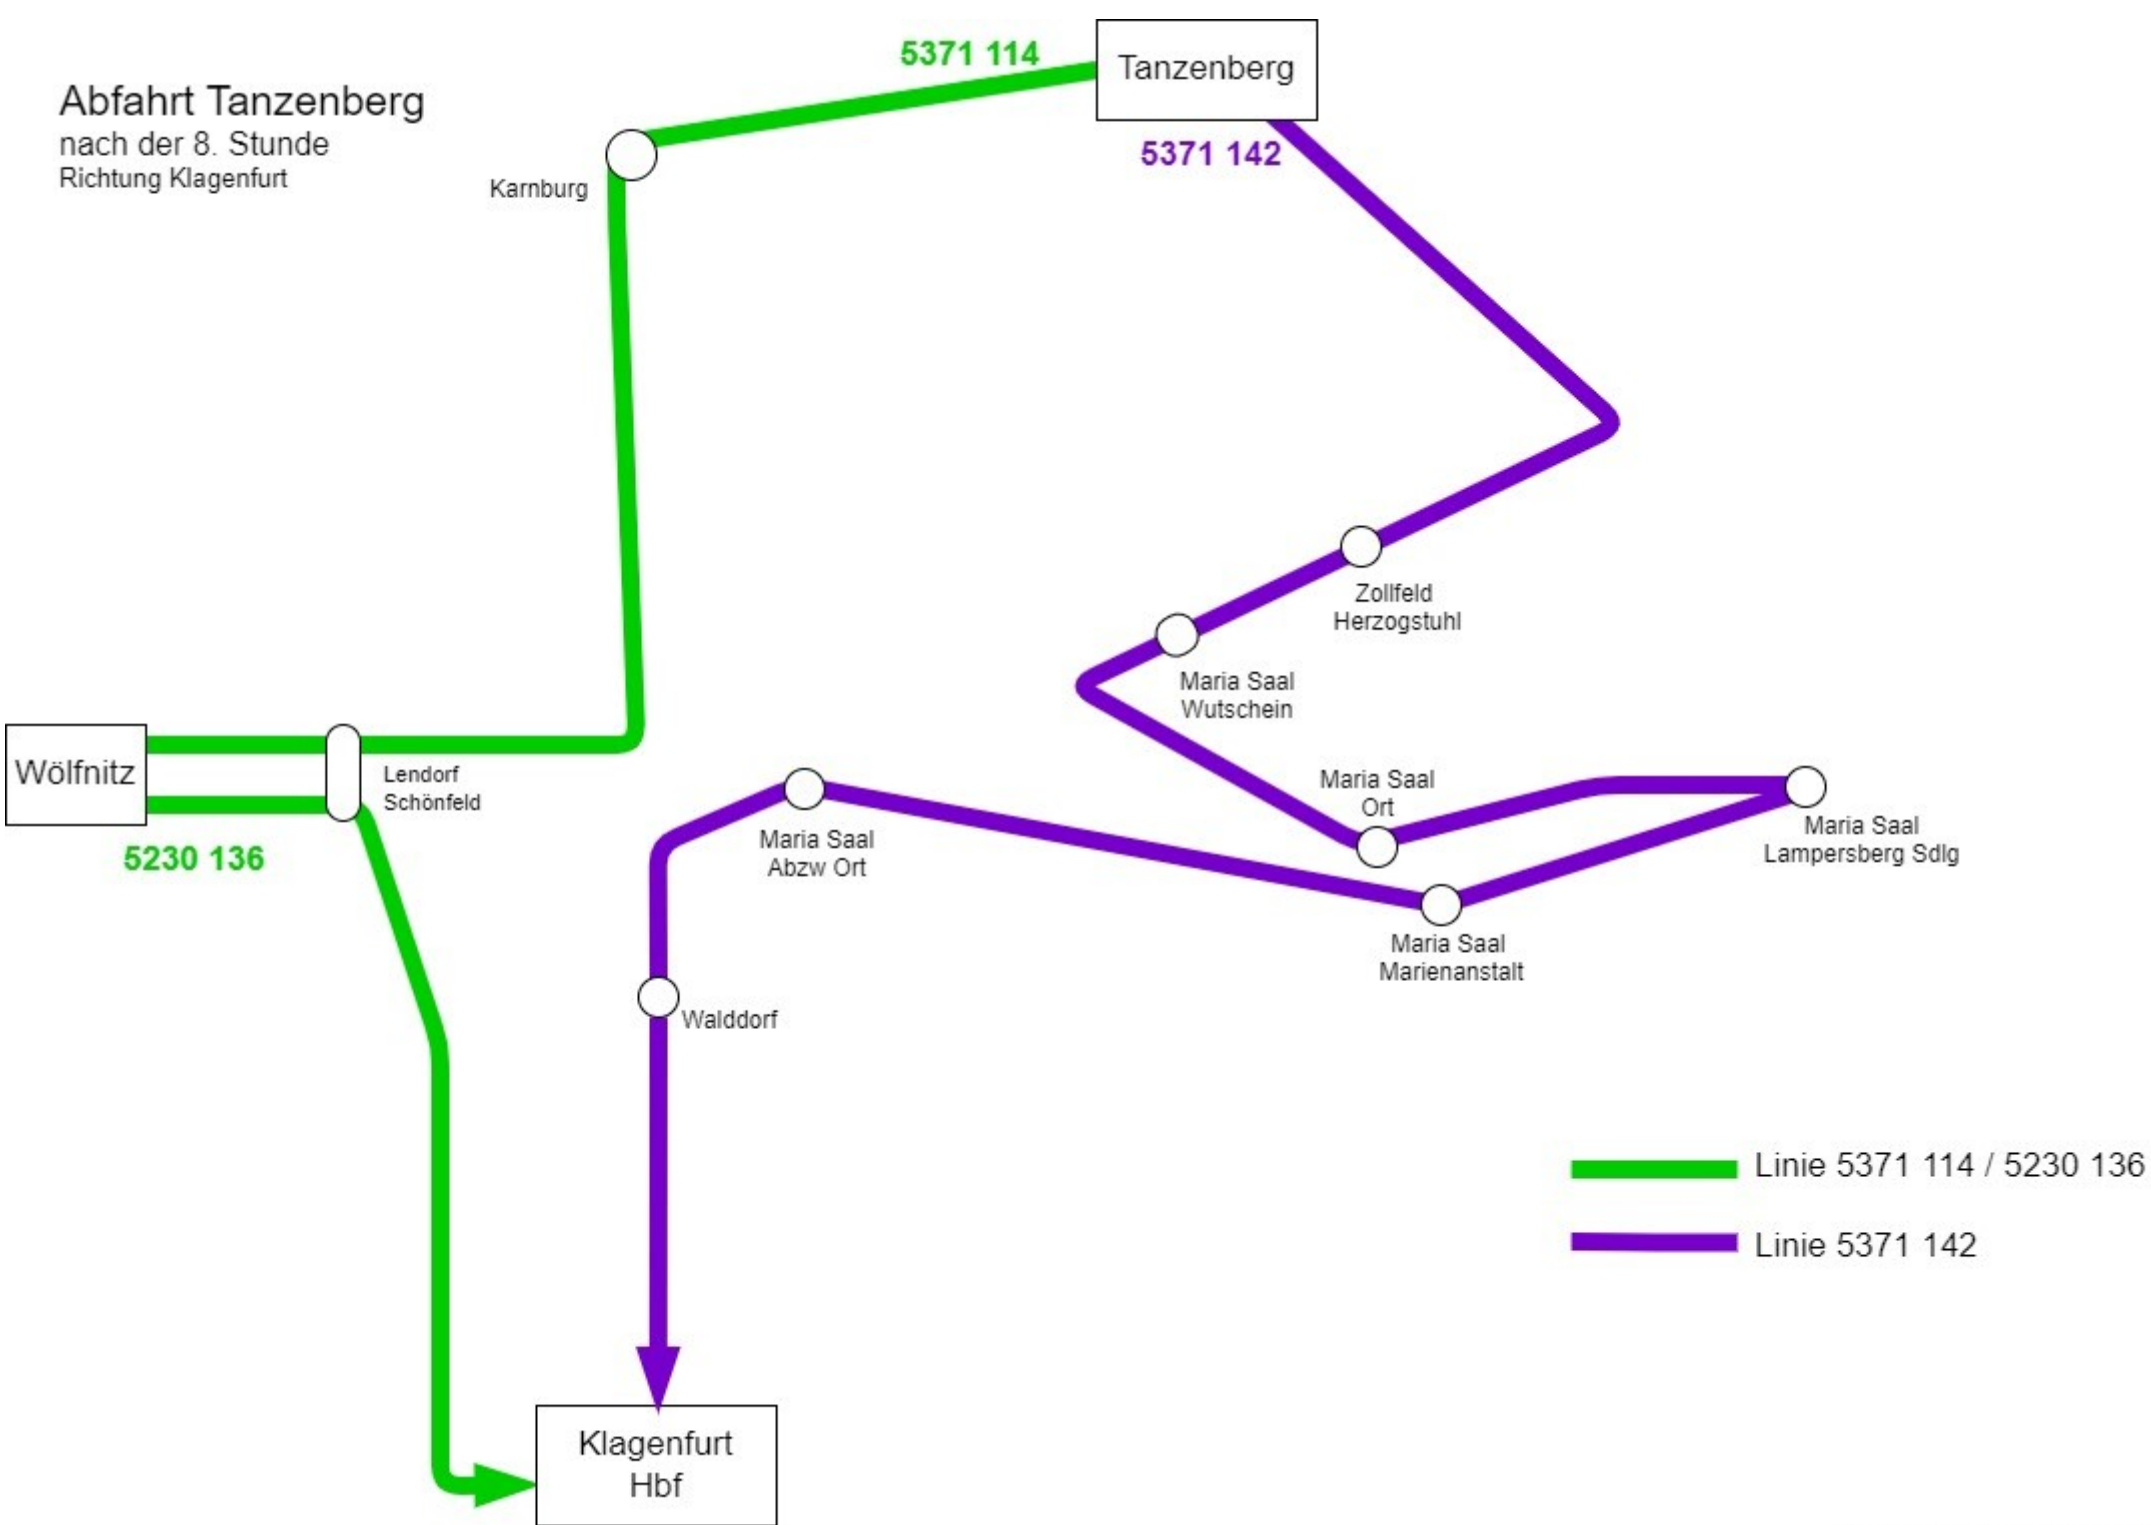 Abfahrt Tanzenberg
nach der 8. Stunde
Richtung Klagenfurt
5371 114
Tanzenberg
5371 142
Karnburg
Zollfeld
Herzogstuhl
Maria Saal
Wutschein
Wölfnitz
Lendorf
Schönfeld
5230 136
Maria Saal
Ort
Maria Saal
Lampersberg Sdlg
Maria Saal
Abzw Ort
Maria Saal
Marienanstalt
Walddorf
Linie 5371 114 / 5230 136
Linie 5371 142
Klagenfurt
Hbf